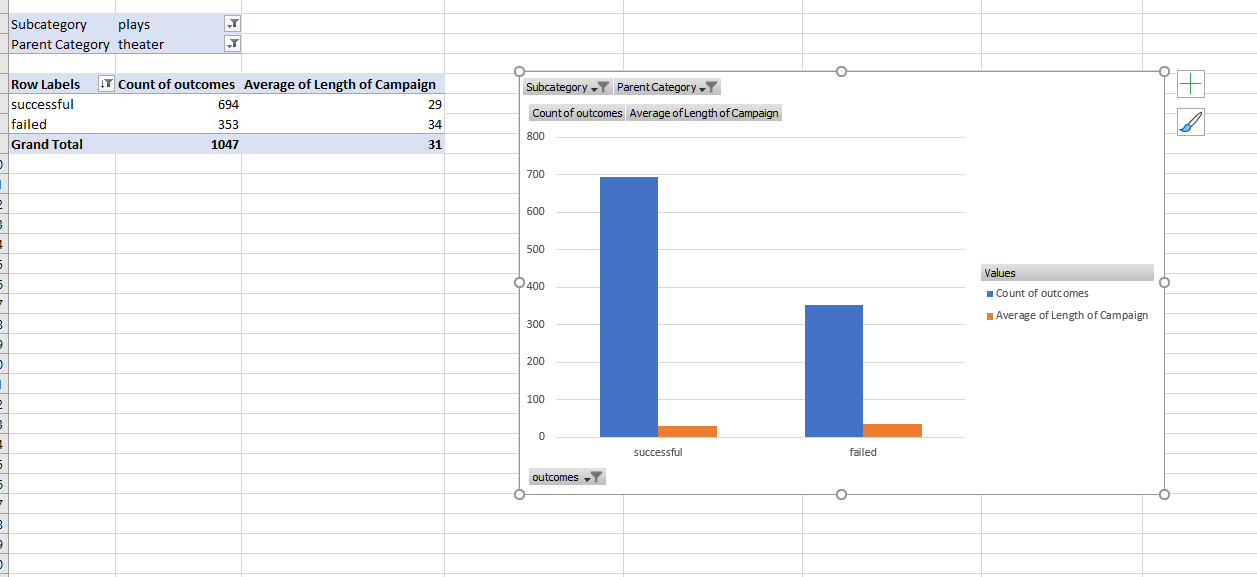 Subcategory plays
Parent Category theater
Row Labels Count of outcomes Average of Length of Campaign
successful 694 29
failed 353 34
Grand Total 1047 31
Subcategory Parent Category
Count of outcomes Average of Length of Campaign
800
700
600
500
400
300
200
100
0
successful failed
outcomes
Values
Count of outcomes
Average of Length of Campaign